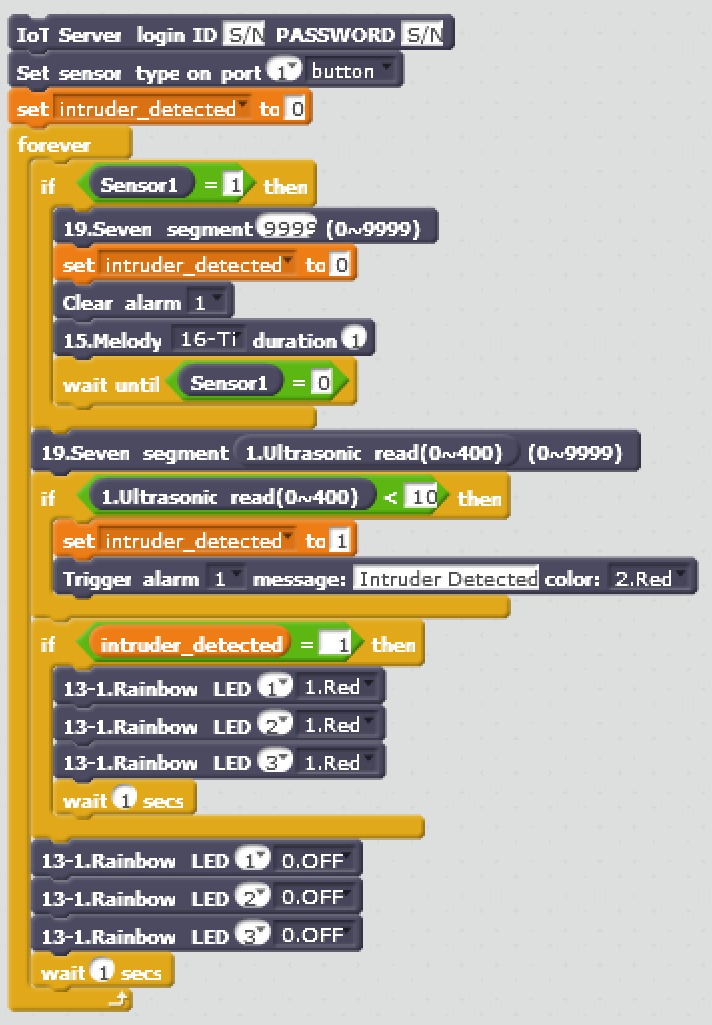 IoT Server login ID S/N PASSWORD S/N
Set sensor type on port 1 button
set intruder_detected to 0
forever
if Sensor1 = 1 then
19.Seven segment 9999 (0~9999)
set intruder_detected to 0
Clear alarm 1
15.Melody 16-Ti duration 1
wait until Sensor1 = 0
19.Seven segment 1.Ultrasonic read(0~400) (0~9999)
if 1.Ultrasonic read(0~400) < 10 then
set intruder_detected to 1
Trigger alarm 1 message: Intruder Detected color: 2.Red
if intruder_detected = 1 then
13-1.Rainbow LED 1 1.Red
13-1.Rainbow LED 2 1.Red
13-1.Rainbow LED 3 1.Red
wait 1 secs
13-1.Rainbow LED 1 0.OFF
13-1.Rainbow LED 2 0.OFF
13-1.Rainbow LED 3 0.OFF
wait 1 secs